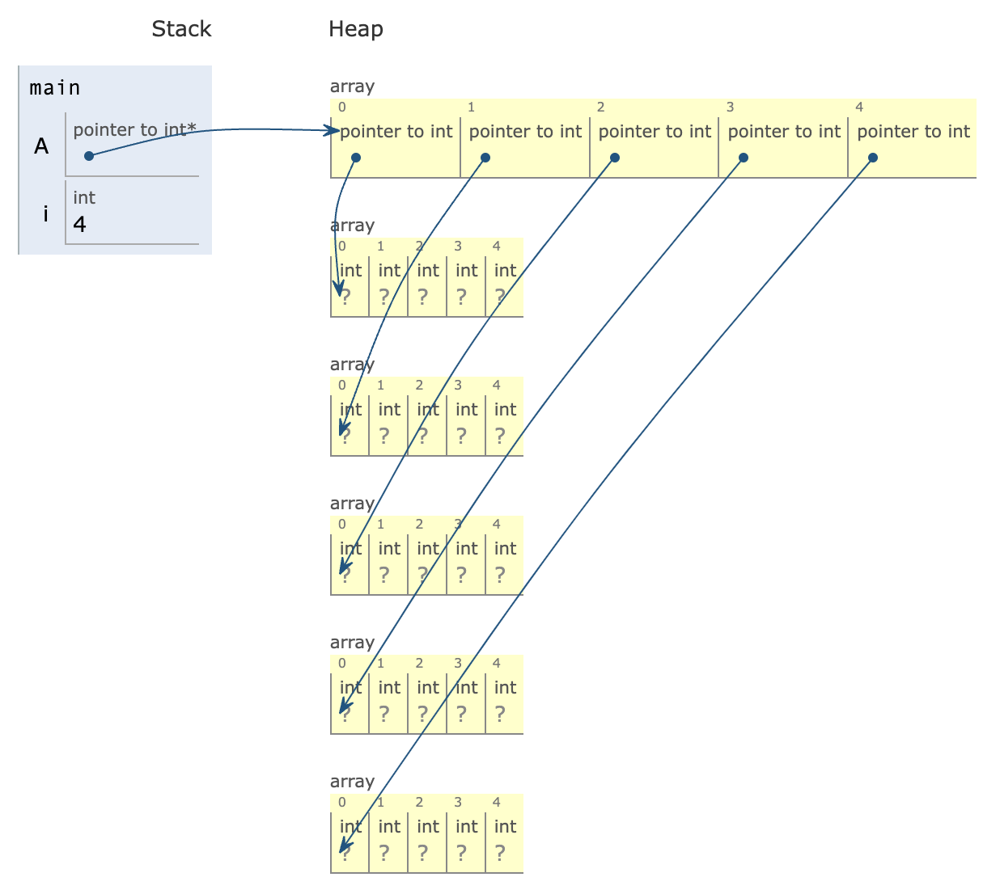 Stack Heap
main
A pointer to int*
i int
4
array
0 1 2 3 4
pointer to int pointer to int pointer to int pointer to int pointer to int
array
0 1 2 3 4
int int int int int
? ? ? ? ?
array
0 1 2 3 4
int int int int int
? ? ? ? ?
array
0 1 2 3 4
int int int int int
? ? ? ? ?
array
0 1 2 3 4
int int int int int
? ? ? ? ?
array
0 1 2 3 4
int int int int int
? ? ? ? ?